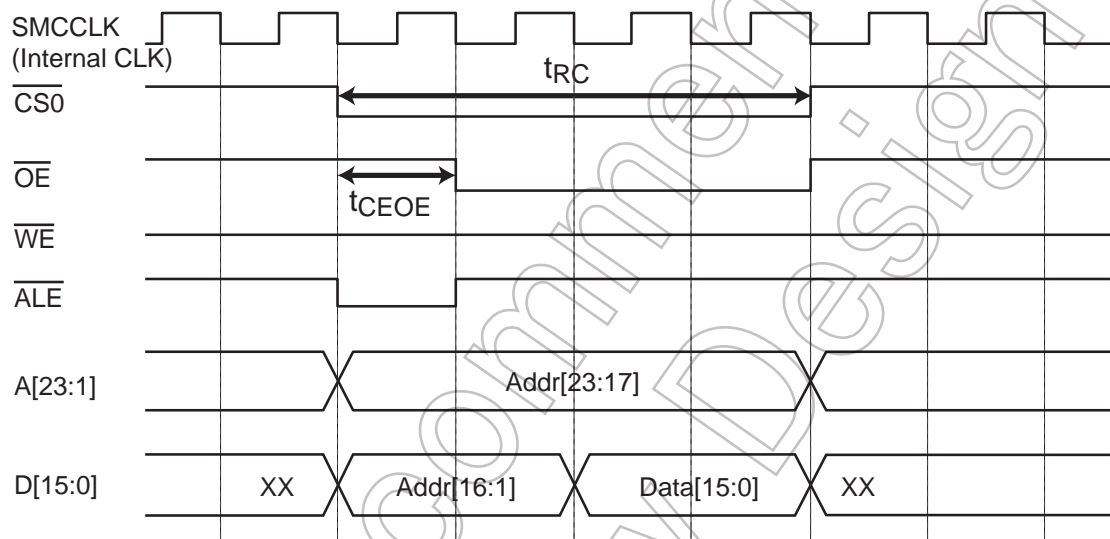 SMCCLK
(Internal CLK)
tRC
CS0
OE
tCEOE
WE
ALE
A[23:1]
Addr[23:17]
D[15:0]
XX
Addr[16:1]
Data[15:0]
XX